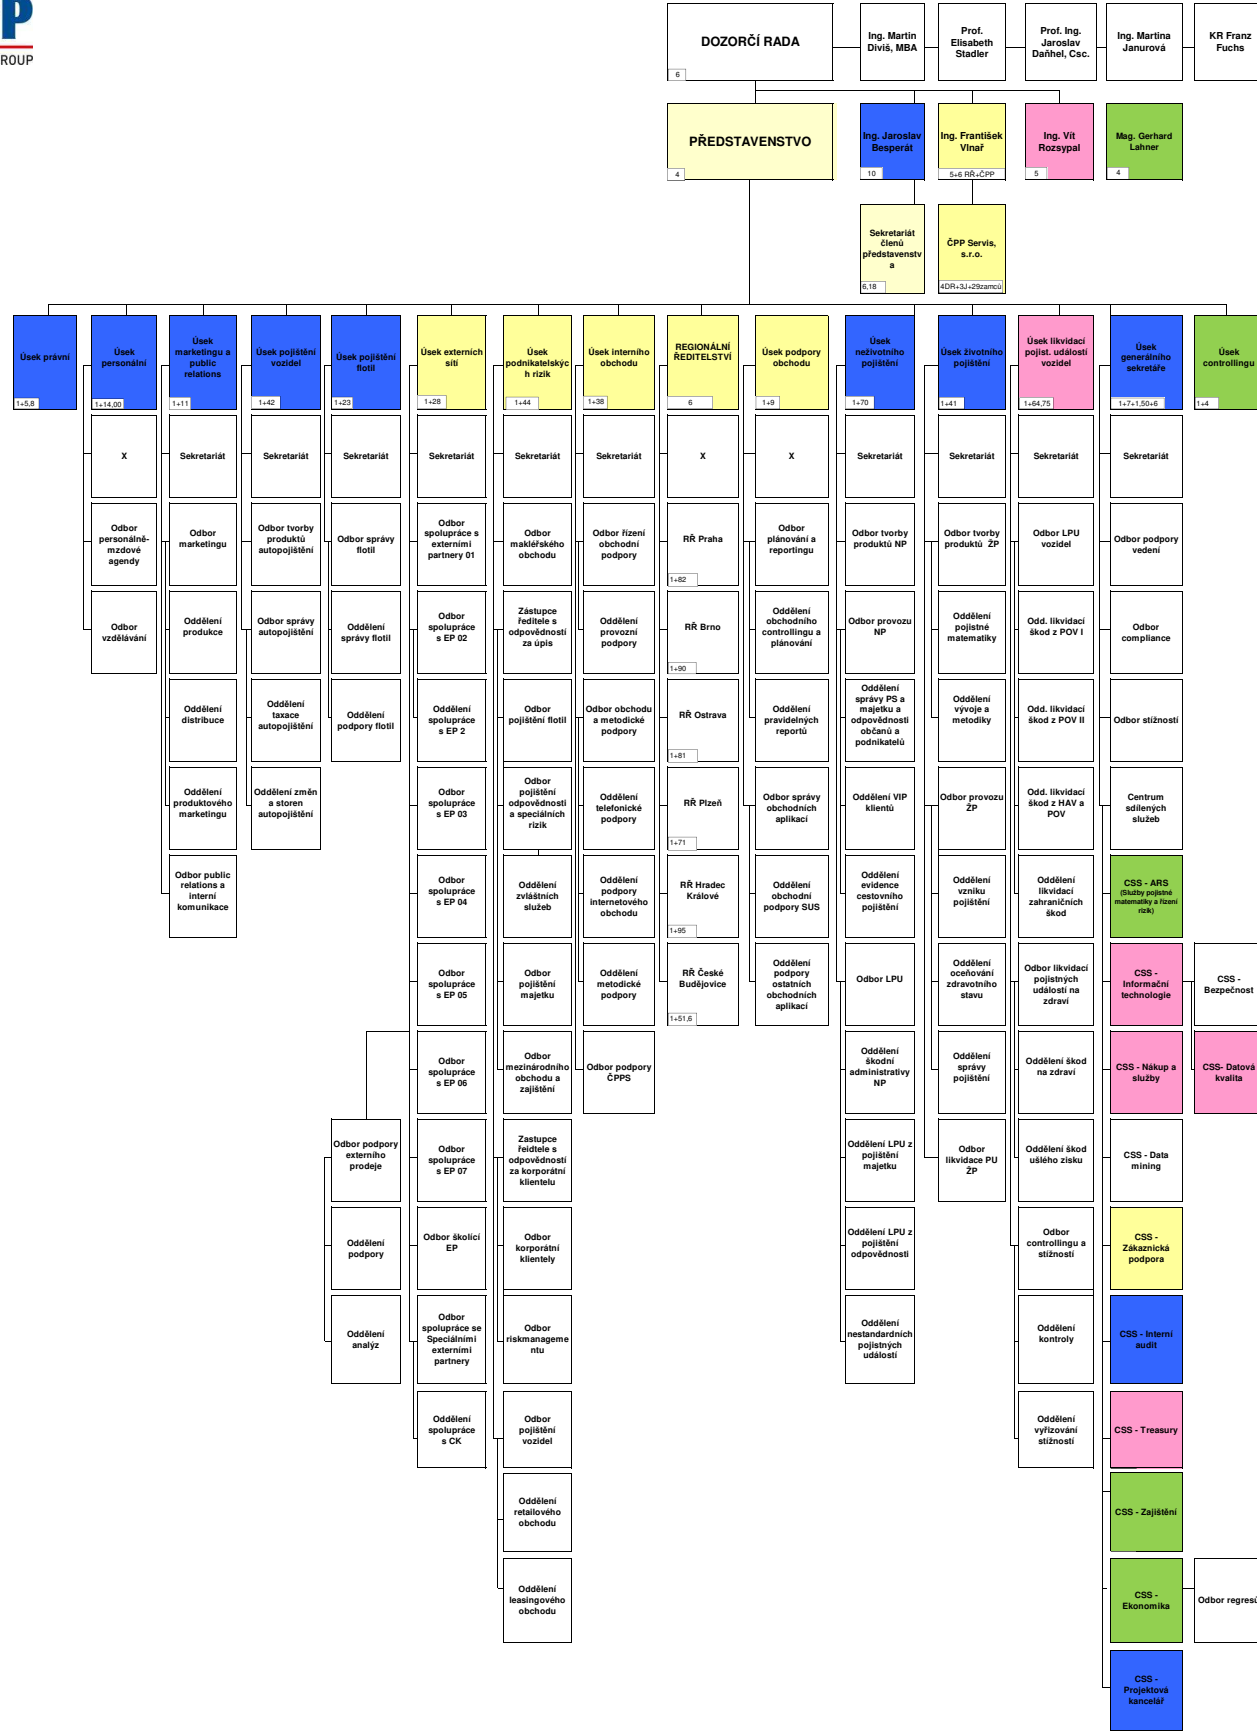 P
ROUP
DOZORČÍ RADA
6
Ing. Martin
Diviš, MBA
Prof.
Elisabeth
Stadler
Prof. Ing.
Jaroslav
Daňhel, Csc.
Ing. Martina
Janurová
KR Franz
Fuchs
PŘEDSTAVENSTVO
4
Ing. Jaroslav
Besperát
10
Ing. František
Vlnař
5+6 RŘ+ČPP
Ing. Vít
Rozsypal
5
Mag. Gerhard
Lahner
4
Sekretariát
členů
představenstv
a
6,18
ČPP Servis,
s.r.o.
4DR+3J+29zamců
Úsek právní
1+5,8
Úsek
personální
1+14,00
Úsek
marketingu a
public
relations
1+11
Úsek pojištění
vozidel
1+42
Úsek pojištění
flotil
1+23
Úsek externích
sítí
1+28
Úsek
podnikatelskýc
h rizik
1+44
Úsek interního
obchodu
1+38
REGIONÁLNÍ
ŘEDITELSTVÍ
6
Úsek podpory
obchodu
1+9
Úsek
neživotního
pojištění
1+70
Úsek životního
pojištění
1+41
Úsek likvidací
pojist. událostí
vozidel
1+64,75
Úsek
generálního
sekretáře
1+7+1,50+6
Úsek
controllingu
1+4
X
Sekretariát
Sekretariát
Sekretariát
Sekretariát
Sekretariát
Sekretariát
X
X
Sekretariát
Sekretariát
Sekretariát
Sekretariát
Odbor
personálně-
mzdové
agendy
Odbor
marketingu
Odbor tvorby
produktů
autopojištění
Odbor správy
flotil
Odbor
spolupráce s
externími
partnery 01
Odbor
makléřského
obchodu
Odbor řízení
obchodní
podpory
RŘ Praha
1+82
Odbor
plánování a
reportingu
Odbor tvorby
produktů NP
Odbor tvorby
produktů ŽP
Odbor LPU
vozidel
Odbor podpory
vedení
Odbor
vzdělávání
Oddělení
produkce
Odbor správy
autopojištění
Oddělení
správy flotil
Odbor
spolupráce
s EP 02
Zástupce
ředitele s
odpovědností
za úpis
Oddělení
provozní
podpory
RŘ Brno
1+90
Oddělení
obchodního
controllingu a
plánování
Odbor provozu
NP
Oddělení
pojistné
matematiky
Odd. likvidací
škod z POV I
Odbor
compliance
Oddělení
distribuce
Oddělení
taxace
autopojištění
Oddělení
podpory flotil
Oddělení
spolupráce
s EP 2
Odbor
pojištění flotil
Odbor obchodu
a metodické
podpory
RŘ Ostrava
1+81
Oddělení
pravidelných
reportů
Oddělení
správy PS a
majetku a
odpovědnosti
občanů a
podnikatelů
Oddělení
vývoje a
metodiky
Odd. likvidací
škod z POV II
Odbor stížností
Oddělení
produktového
marketingu
Oddělení změn
a storen
autopojištění
Odbor
spolupráce
s EP 03
Odbor
pojištění
odpovědnosti
a speciálních
rizik
Oddělení
telefonické
podpory
RŘ Plzeň
1+71
Odbor správy
obchodních
aplikací
Oddělení VIP
klientů
Odbor provozu
ŽP
Odd. likvidací
škod z HAV a
POV
Centrum
sdílených
služeb
Odbor public
relations a
interní
komunikace
Odbor
spolupráce
s EP 04
Oddělení
zvláštních
služeb
Oddělení
podpory
internetového
obchodu
RŘ Hradec
Králové
1+95
Oddělení
obchodní
podpory SUS
Oddělení
evidence
cestovního
pojištění
Oddělení
vzniku
pojištění
Oddělení
likvidací
zahraničních
škod
CSS - ARS
(Služby pojistné
matematiky a řízení
rizik)
Odbor
spolupráce
s EP 05
Odbor
pojištění
majetku
Oddělení
metodické
podpory
RŘ České
Budějovice
1+51,6
Oddělení
podpory
ostatních
obchodních
aplikací
Odbor LPU
Oddělení
oceňování
zdravotního
stavu
Odbor likvidací
pojistných
událostí na
zdraví
CSS -
Informační
technologie
CSS -
Bezpečnost
Odbor
spolupráce
s EP 06
Odbor
mezinárodního
obchodu a
zajištění
Odbor podpory
ČPPS
Oddělení
škodní
administrativy
NP
Oddělení
správy
pojištění
Oddělení škod
na zdraví
CSS - Nákup a
služby
CSS- Datová
kvalita
Odbor podpory
externího
prodeje
Odbor
spolupráce
s EP 07
Zastupce
řeidtele s
odpovědností
za korporátní
klientelu
Oddělení LPU z
pojištění
majetku
Odbor
likvidace PU
ŽP
Oddělení škod
ušlého zisku
CSS - Data
mining
Oddělení
podpory
Odbor školící
EP
Odbor
korporátní
klientely
Oddělení LPU z
pojištění
odpovědnosti
Odbor
controllingu a
stížností
CSS -
Zákaznická
podpora
Oddělení
analýz
Odbor
spolupráce se
Speciálními
externími
partnery
Odbor
riskmanageme
ntu
Oddělení
nestandardních
pojistných
událostí
Oddělení
kontroly
CSS - Interní
audit
Oddělení
spolupráce
s CK
Odbor
pojištění
vozidel
Oddělení
vyřizování
stížností
CSS - Treasury
Oddělení
retailového
obchodu
CSS - Zajištění
Oddělení
leasingového
obchodu
CSS -
Ekonomika
Odbor regresů
CSS -
Projektová
kancelář